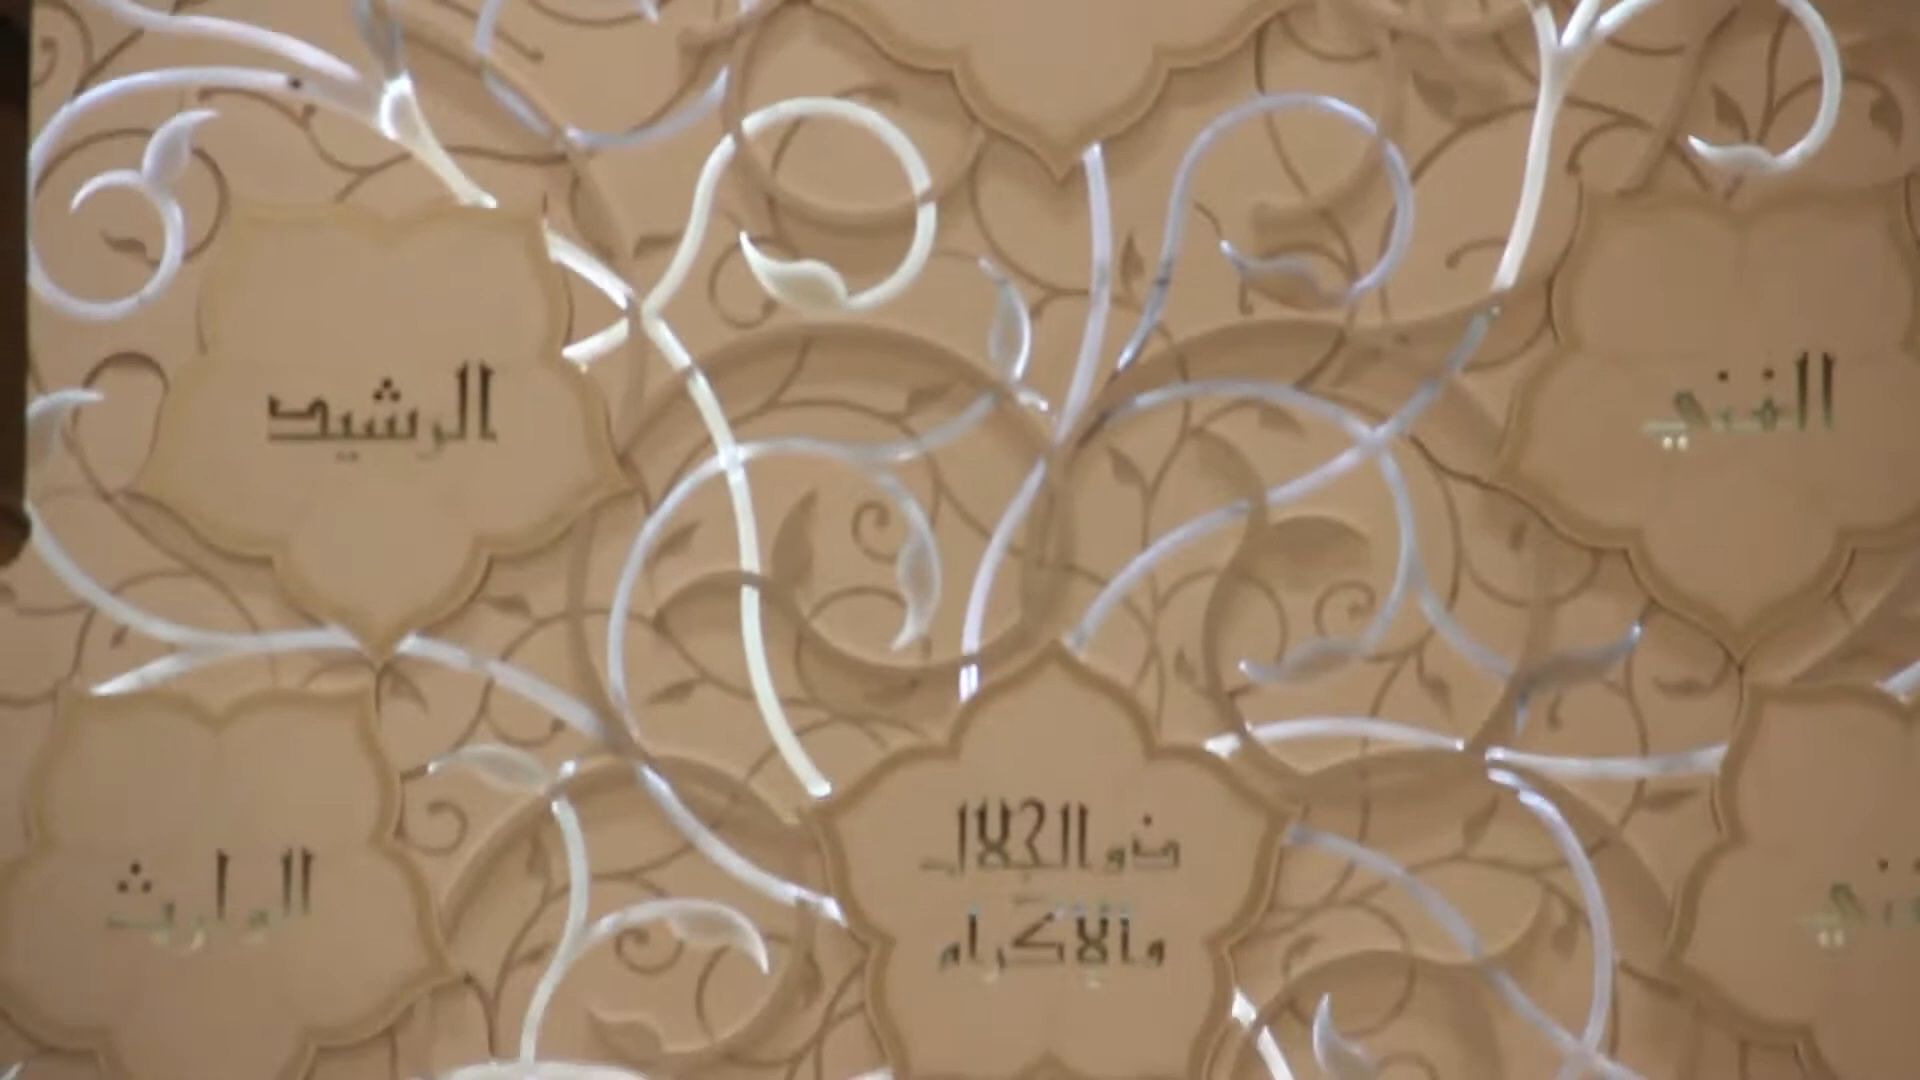 الغني
الرشيد
ذو الجلال
والإكرام
الوارث